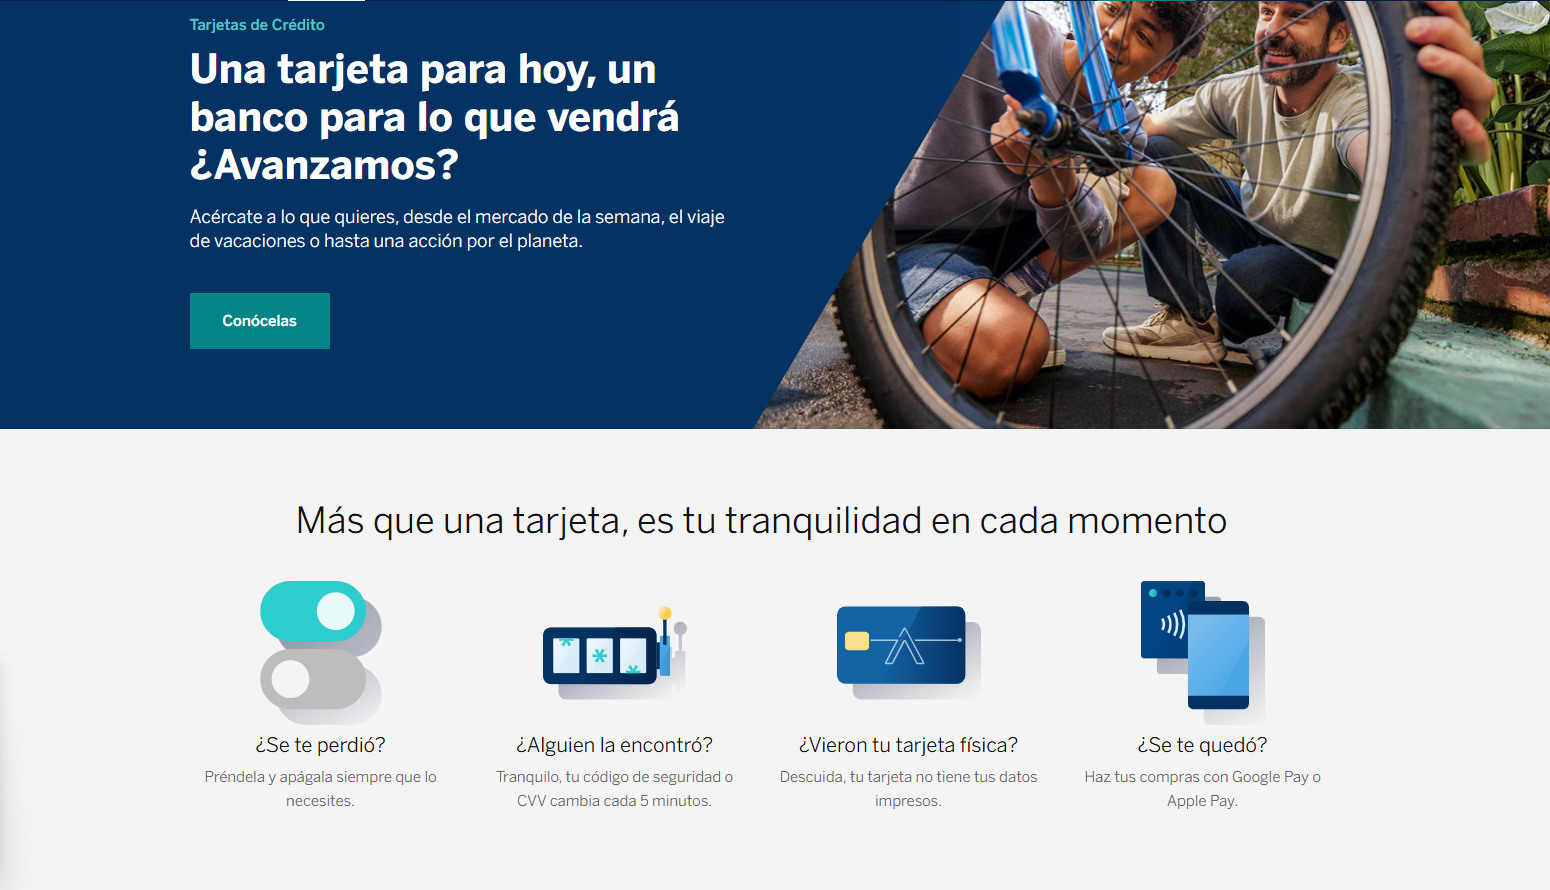 Tarjetas de Crédito
Una tarjeta para hoy, un
banco para lo que vendrá
¿Avanzamos?
Acércate a lo que quieres, desde el mercado de la semana, el viaje
de vacaciones o hasta una acción por el planeta.
Conócelas
Más que una tarjeta, es tu tranquilidad en cada momento
¿Se te perdió?
Préndela y apágala siempre que lo
necesites.
¿Alguien la encontró?
Tranquilo, tu código de seguridad o
CVV cambia cada 5 minutos.
¿Vieron tu tarjeta física?
Descuida, tu tarjeta no tiene tus datos
impresos.
¿Se te quedó?
Haz tus compras con Google Pay o
Apple Pay.